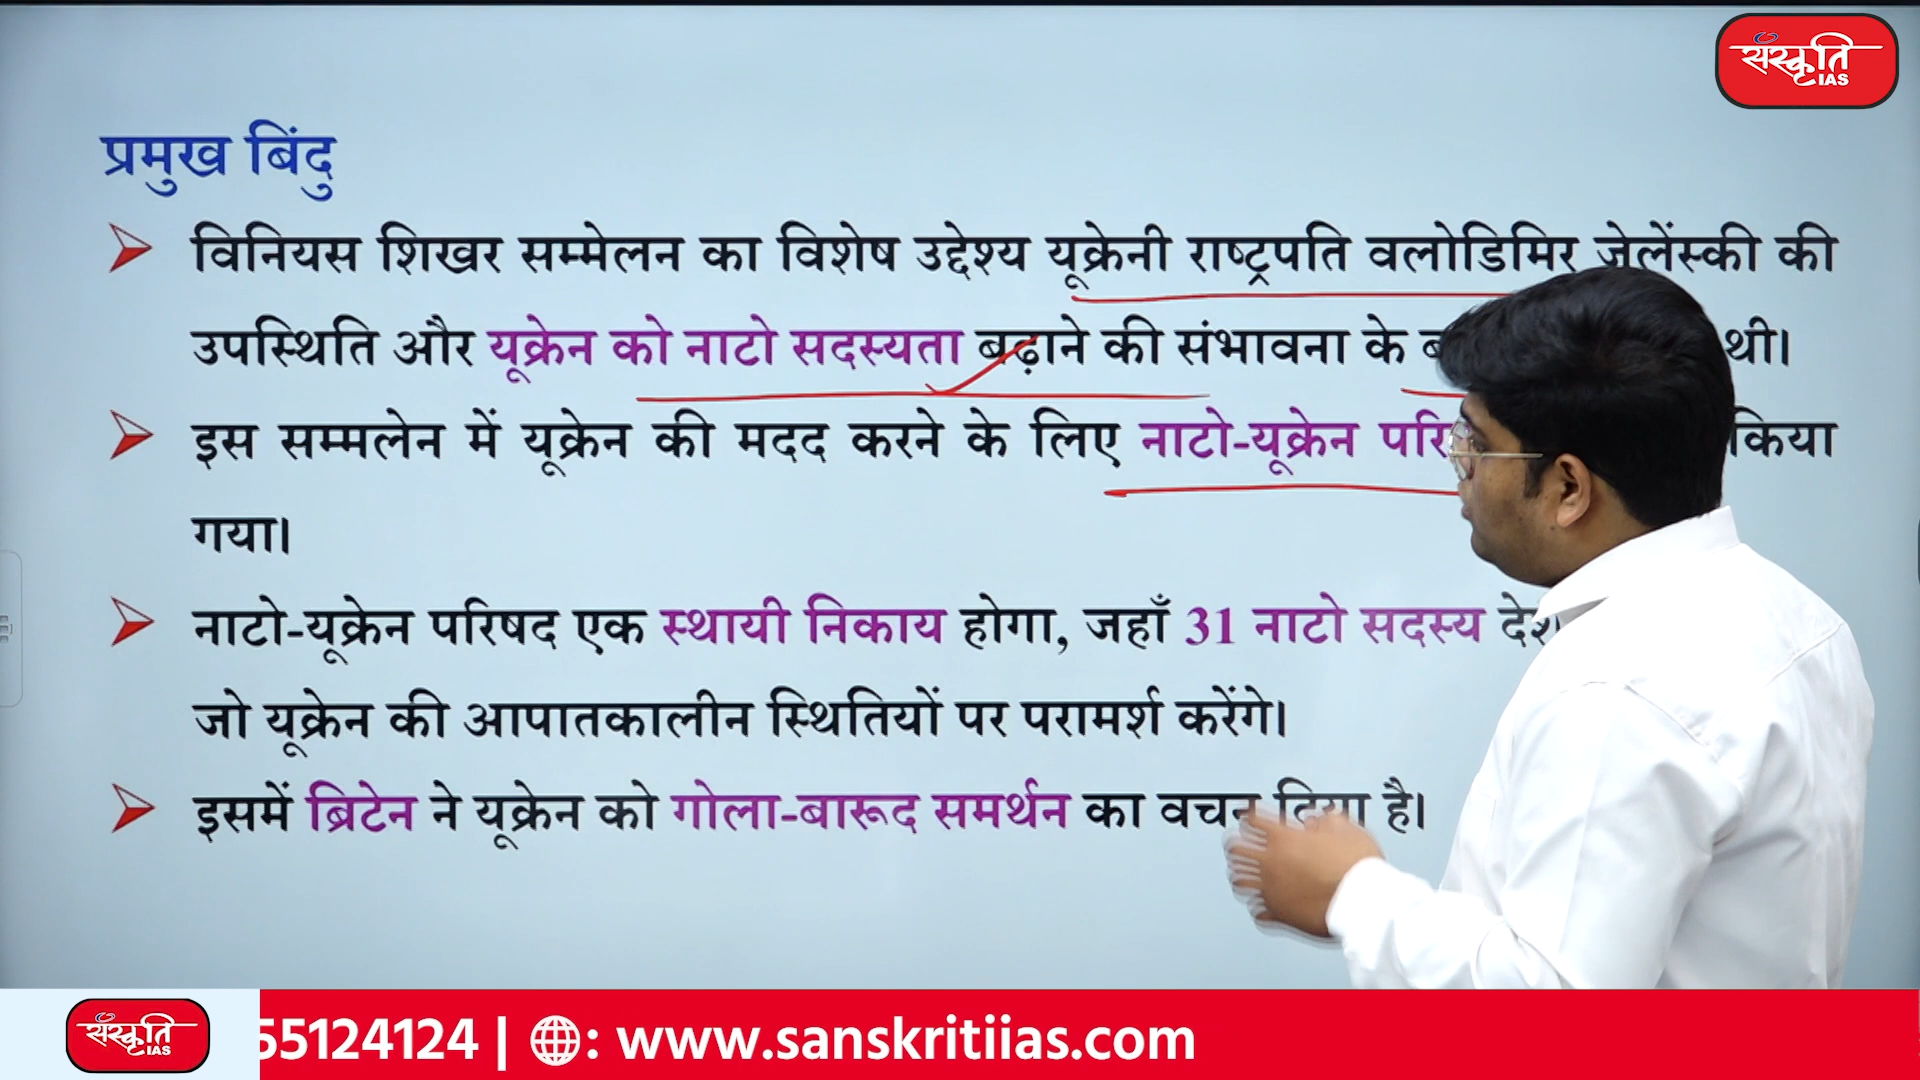 संस्कृति
IAS
प्रमुख बिंदु
विनियस शिखर सम्मेलन का विशेष उद्देश्य यूक्रेनी राष्ट्रपति वलोडिमिर जेलेंस्की की
उपस्थिति और यूक्रेन को नाटो सदस्यता बढ़ाने की संभावना के थी।
इस सम्मलेन में यूक्रेन की मदद करने के लिए नाटो-यूक्रेन किया
गया।
नाटो-यूक्रेन परिषद एक स्थायी निकाय होगा, जहाँ 31 नाटो सदस्य
जो यूक्रेन की आपातकालीन स्थितियों पर परामर्श करेंगे।
इसमें ब्रिटेन ने यूक्रेन को गोला-बारूद समर्थन का वचन दिया है।
संस्कृति
IAS
55124124 | : www.sanskritiias.com